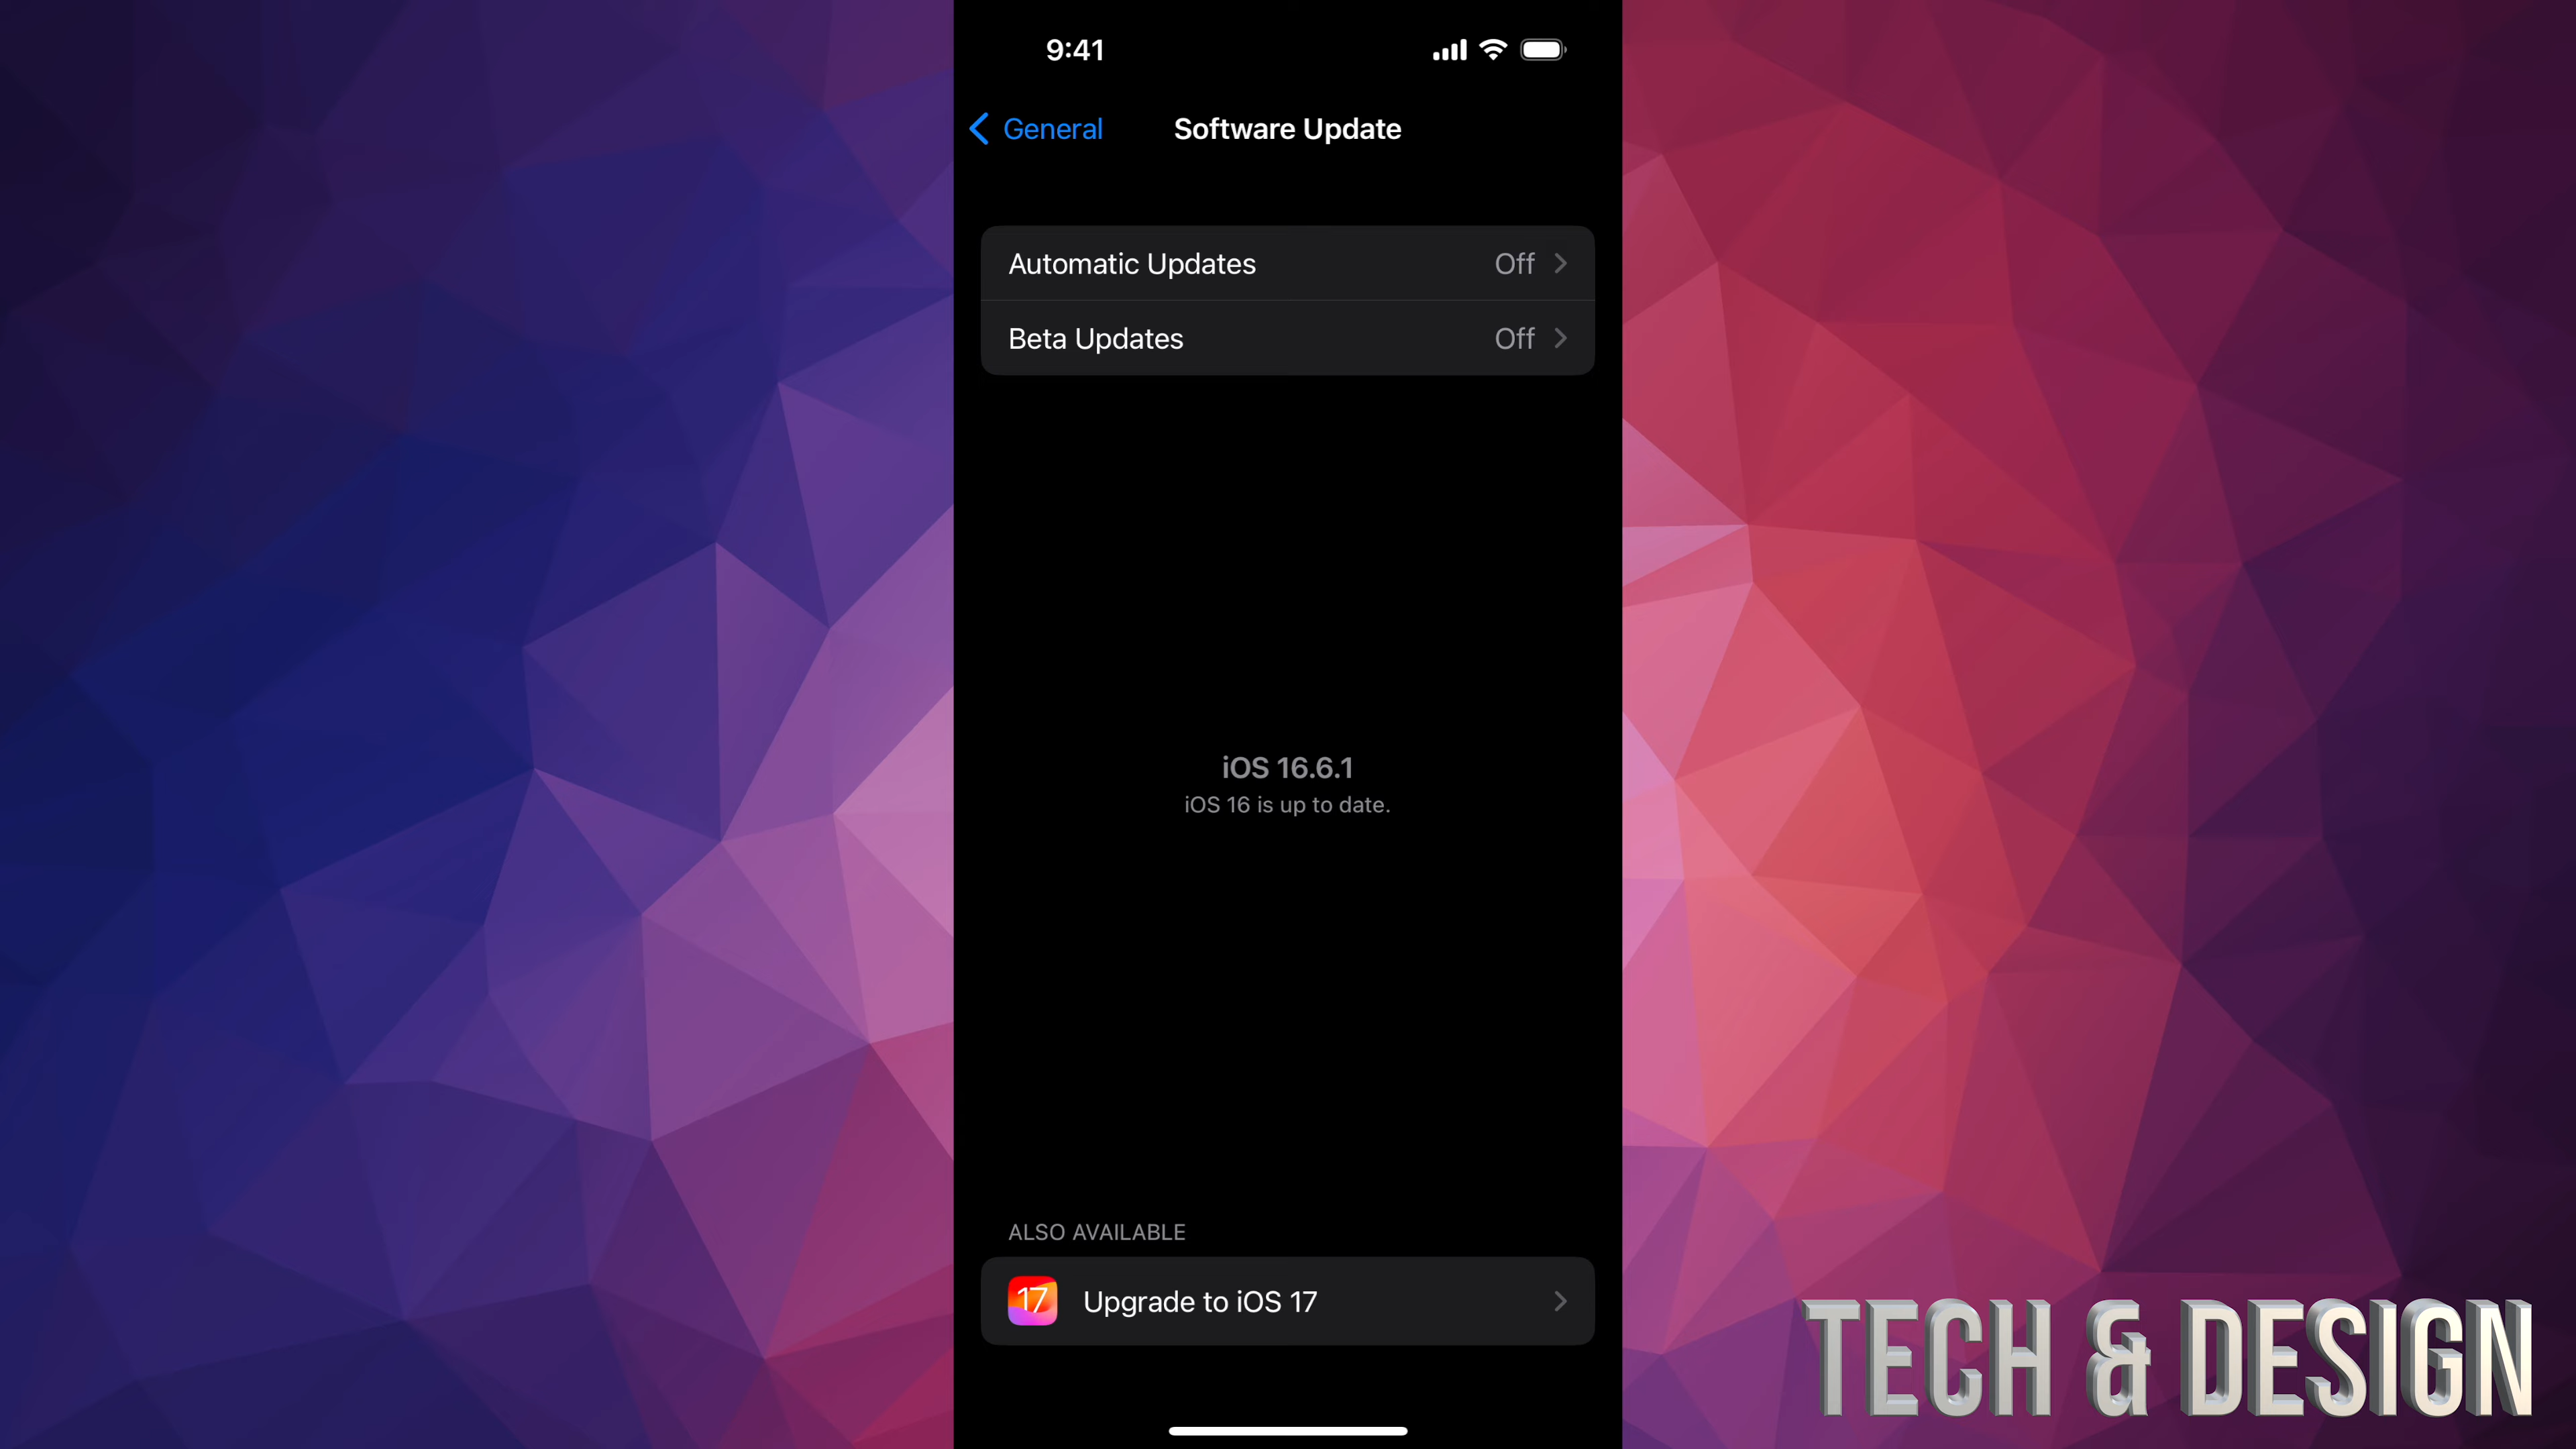 9:41
General
Software Update
Automatic Updates Off
Beta Updates Off
iOS 16.6.1
iOS 16 is up to date.
ALSO AVAILABLE
17 Upgrade to iOS 17
TECH & DESIGN